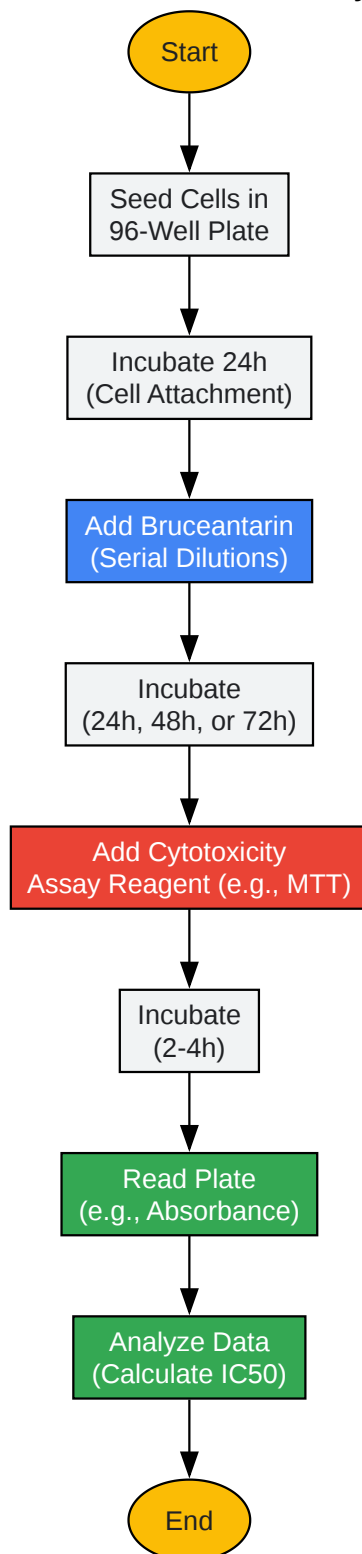 Start
Seed Cells in
96-Well Plate
Incubate 24h
(Cell Attachment)
Add Bruceantarin
(Serial Dilutions)
Incubate
(24h, 48h, or 72h)
Add Cytotoxicity
Assay Reagent (e.g., MTT)
Incubate
(2-4h)
Read Plate
(e.g., Absorbance)
Analyze Data
(Calculate IC50)
End